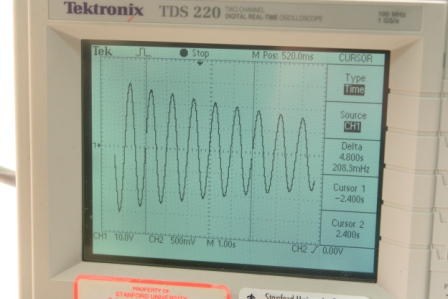 Tektronix TDS 220 TWO CHANNEL DIGITAL REAL-TIME OSCILLOSCOPE
100 MHz
1 GS/s
Tek Stop M Pos: 520.0ms CURSOR
Type
Time
Source
CH1
Delta
4.800s
208.3mHz
Cursor 1
-2.400s
Cursor 2
2.400s
CH1 10.0V CH2 500mV M 1.00s CH2 0.00V
PROPERTY OF
STANFORD UNIVERSITY